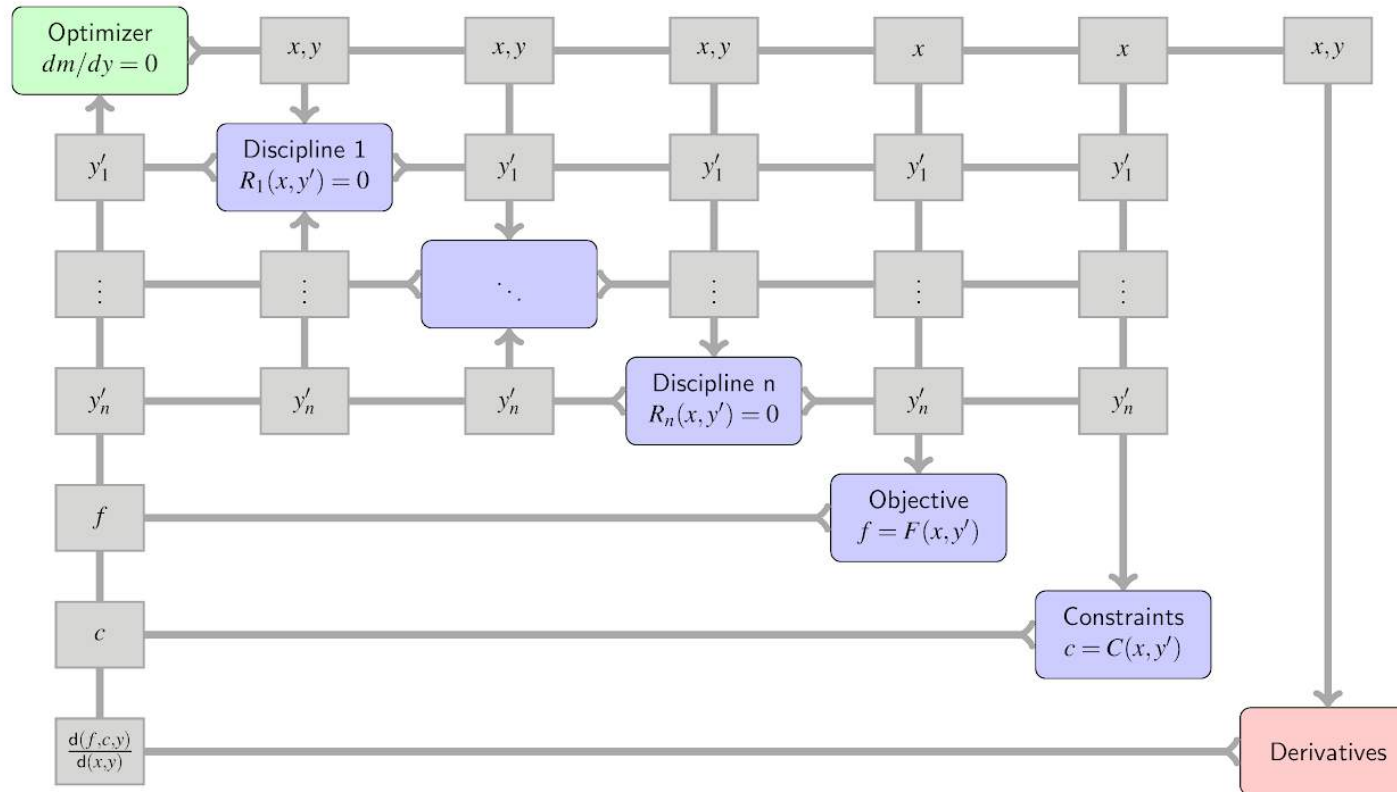 Optimizer
dm/dy = 0
x, y
x, y
x, y
x
x
x, y
y′₁
Discipline 1
R₁(x, y′) = 0
y′₁
y′₁
y′₁
y′₁
⋮
⋮
⋱
⋮
⋮
⋮
y′ₙ
y′ₙ
y′ₙ
Discipline n
Rₙ(x, y′) = 0
y′ₙ
y′ₙ
f
Objective
f = F(x, y′)
c
Constraints
c = C(x, y′)
d(f,c,y)
d(x,y)
Derivatives